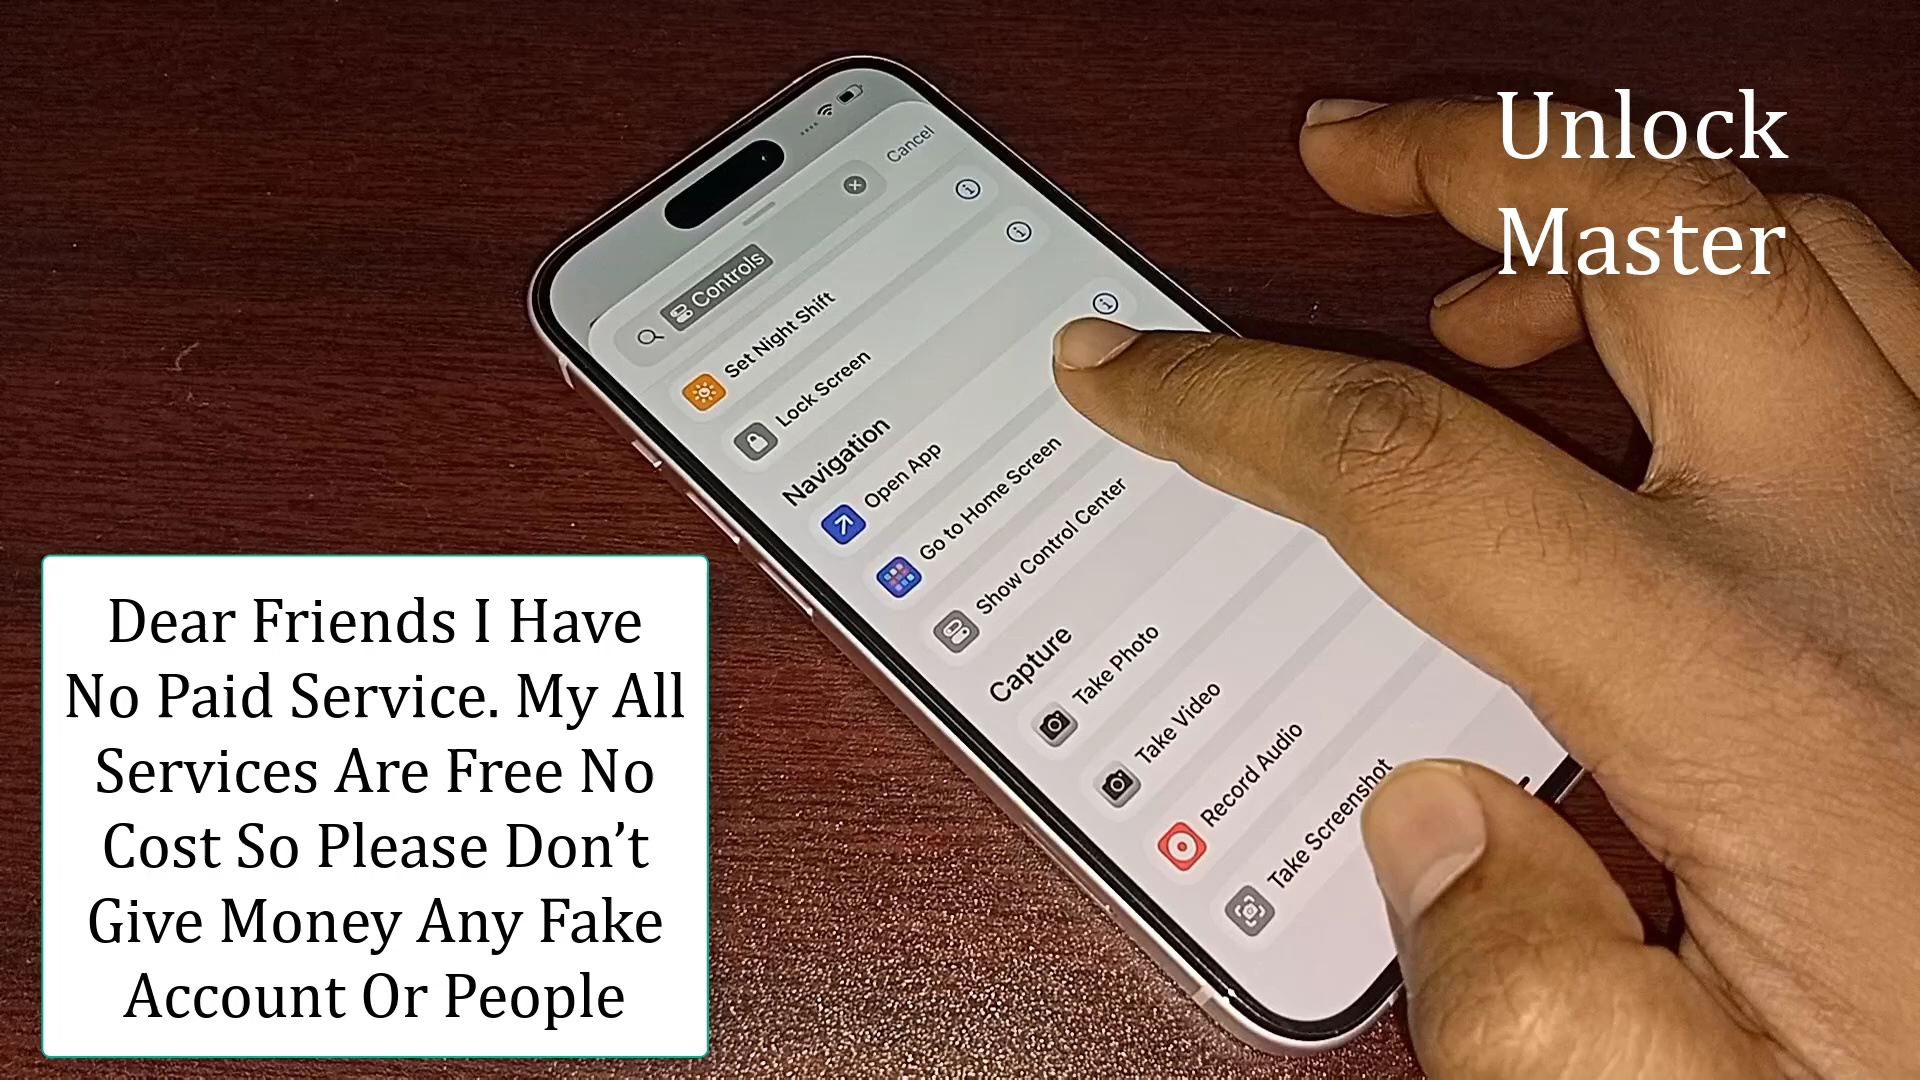 Unlock
Master
Cancel
Controls
Set Night Shift
Lock Screen
Navigation
Open App
Go to Home Screen
Show Control Center
Capture
Take Photo
Take Video
Record Audio
Take Screenshot
Dear Friends I Have
No Paid Service. My All
Services Are Free No
Cost So Please Don’t
Give Money Any Fake
Account Or People